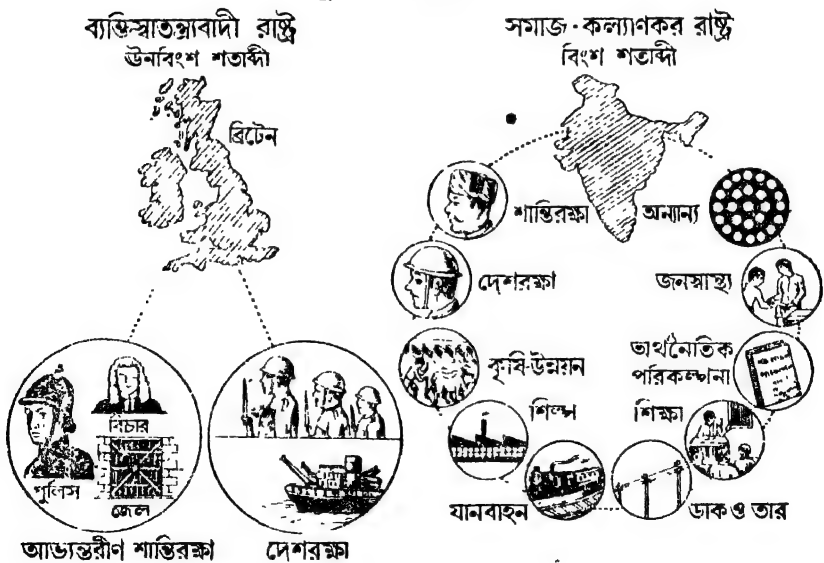 ব্যক্তিস্বাতন্ত্র্যবাদী রাষ্ট্র
ঊনবিংশ শতাব্দী
ব্রিটেন
পুলিস
বিচার
জেল
আভ্যন্তরীণ শান্তিরক্ষা
দেশরক্ষা
সমাজ-কল্যাণকর রাষ্ট্র
বিংশ শতাব্দী
শান্তিরক্ষা
অন্যান্য
দেশরক্ষা
জনস্বাস্থ্য
কৃষি-উন্নয়ন
অর্থনৈতিক
পরিকল্পনা
শিল্প
শিক্ষা
যানবাহন
ডাক ও তার